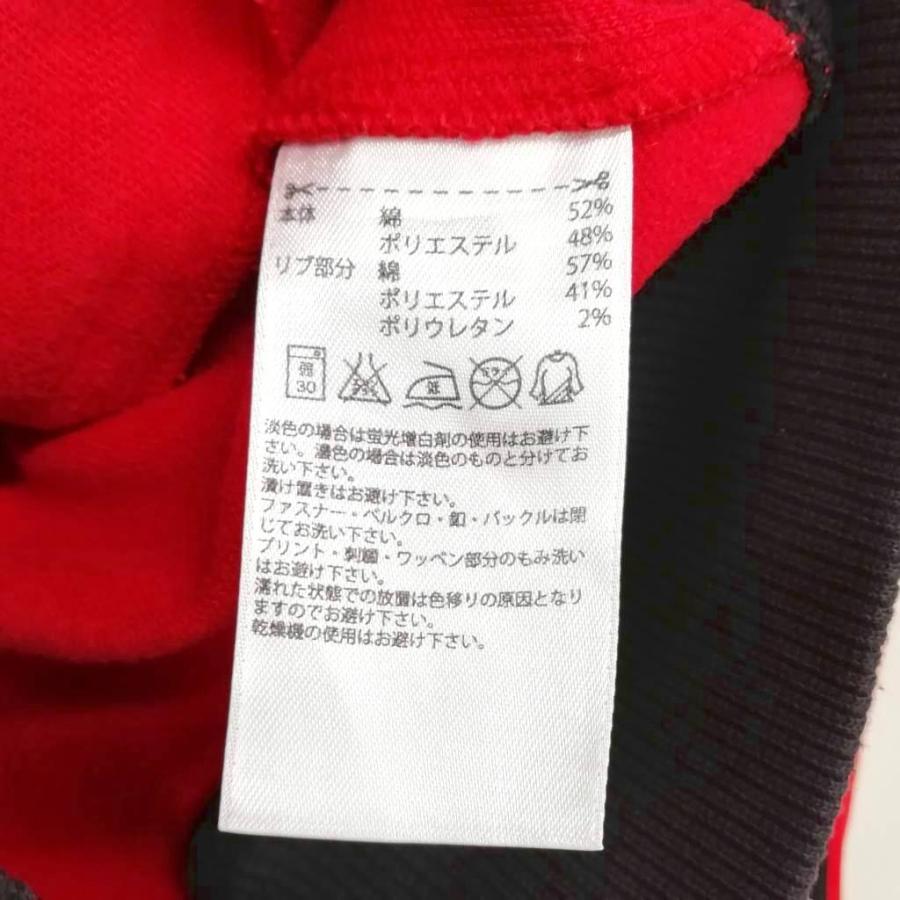 本体 綿 52%
ポリエステル 48%
リブ部分 綿 57%
ポリエステル 41%
ポリウレタン 2%
弱
30
低
淡色の場合は蛍光増白剤の使用はお避け下
さい。濃色の場合は淡色のものと分けてお
洗い下さい。
漬け置きはお避け下さい。
ファスナー・ベルクロ・釦・バックルは閉
じてお洗い下さい。
プリント・刺繍・ワッペン部分のもみ洗い
はお避け下さい。
濡れた状態での放置は色移りの原因となり
ますのでお避け下さい。
乾燥機の使用はお避け下さい。